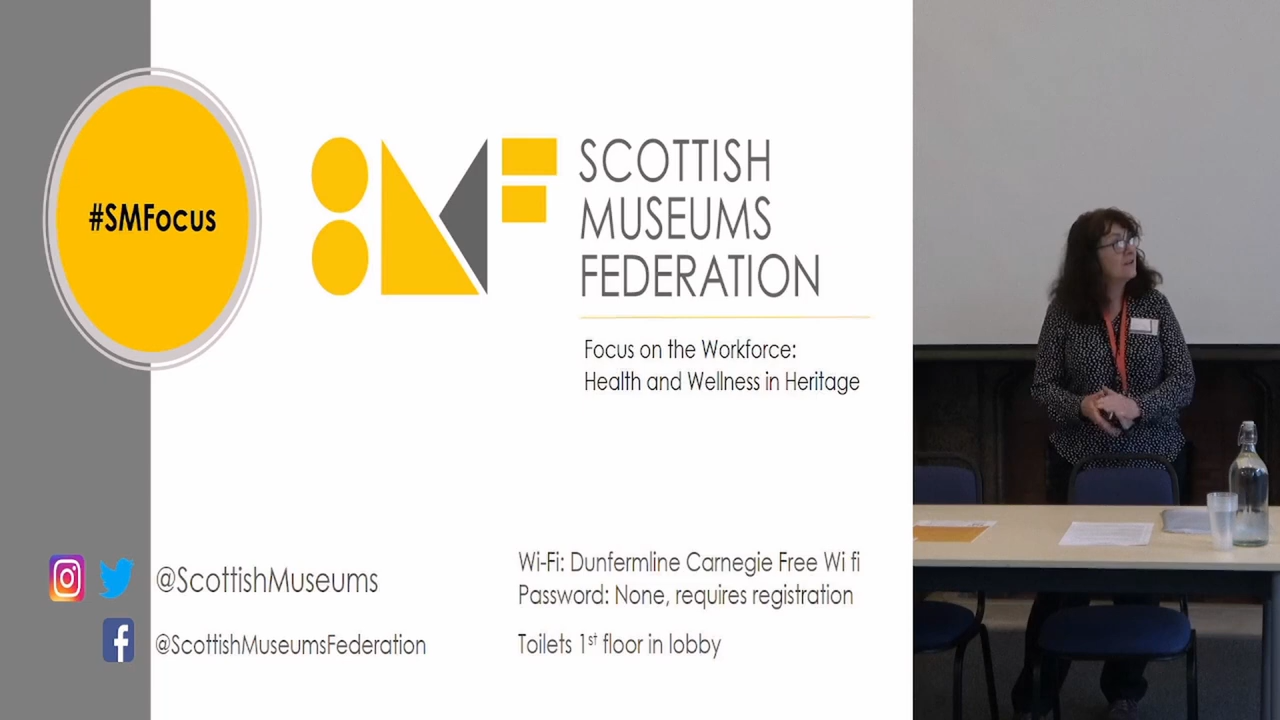 #SMFocus
SMF
SCOTTISH
MUSEUMS
FEDERATION
Focus on the Workforce:
Health and Wellness in Heritage
@ScottishMuseums
@ScottishMuseumsFederation
Wi-Fi: Dunfermline Carnegie Free Wi fi
Password: None, requires registration
Toilets 1st floor in lobby